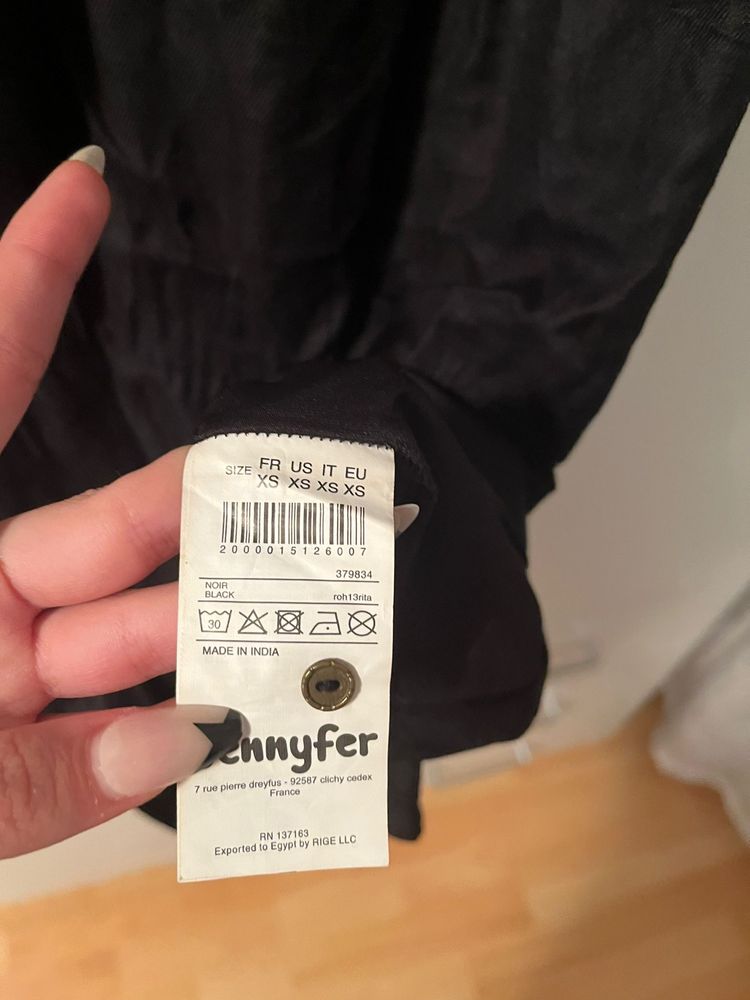 SIZE FR US IT EU
XS XS XS XS
2000015126007
379834
NOIR
BLACK roh13rita
30
MADE IN INDIA
ennyfer
7 rue pierre dreyfus - 92587 clichy cedex
France
RN 137163
Exported to Egypt by RIGE LLC